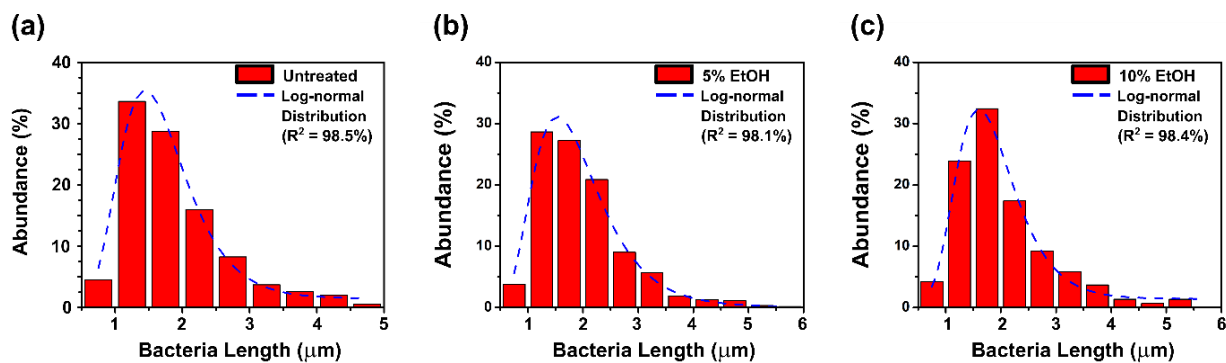 (a)
40
30
20
10
0
Abundance (%)
Untreated
Log-normal
Distribution
(R² = 98.5%)
1 2 3 4 5
Bacteria Length (μm)
(b)
40
30
20
10
0
Abundance (%)
5% EtOH
Log-normal
Distribution
(R² = 98.1%)
1 2 3 4 5 6
Bacteria Length (μm)
(c)
40
30
20
10
0
Abundance (%)
10% EtOH
Log-normal
Distribution
(R² = 98.4%)
1 2 3 4 5 6
Bacteria Length (μm)